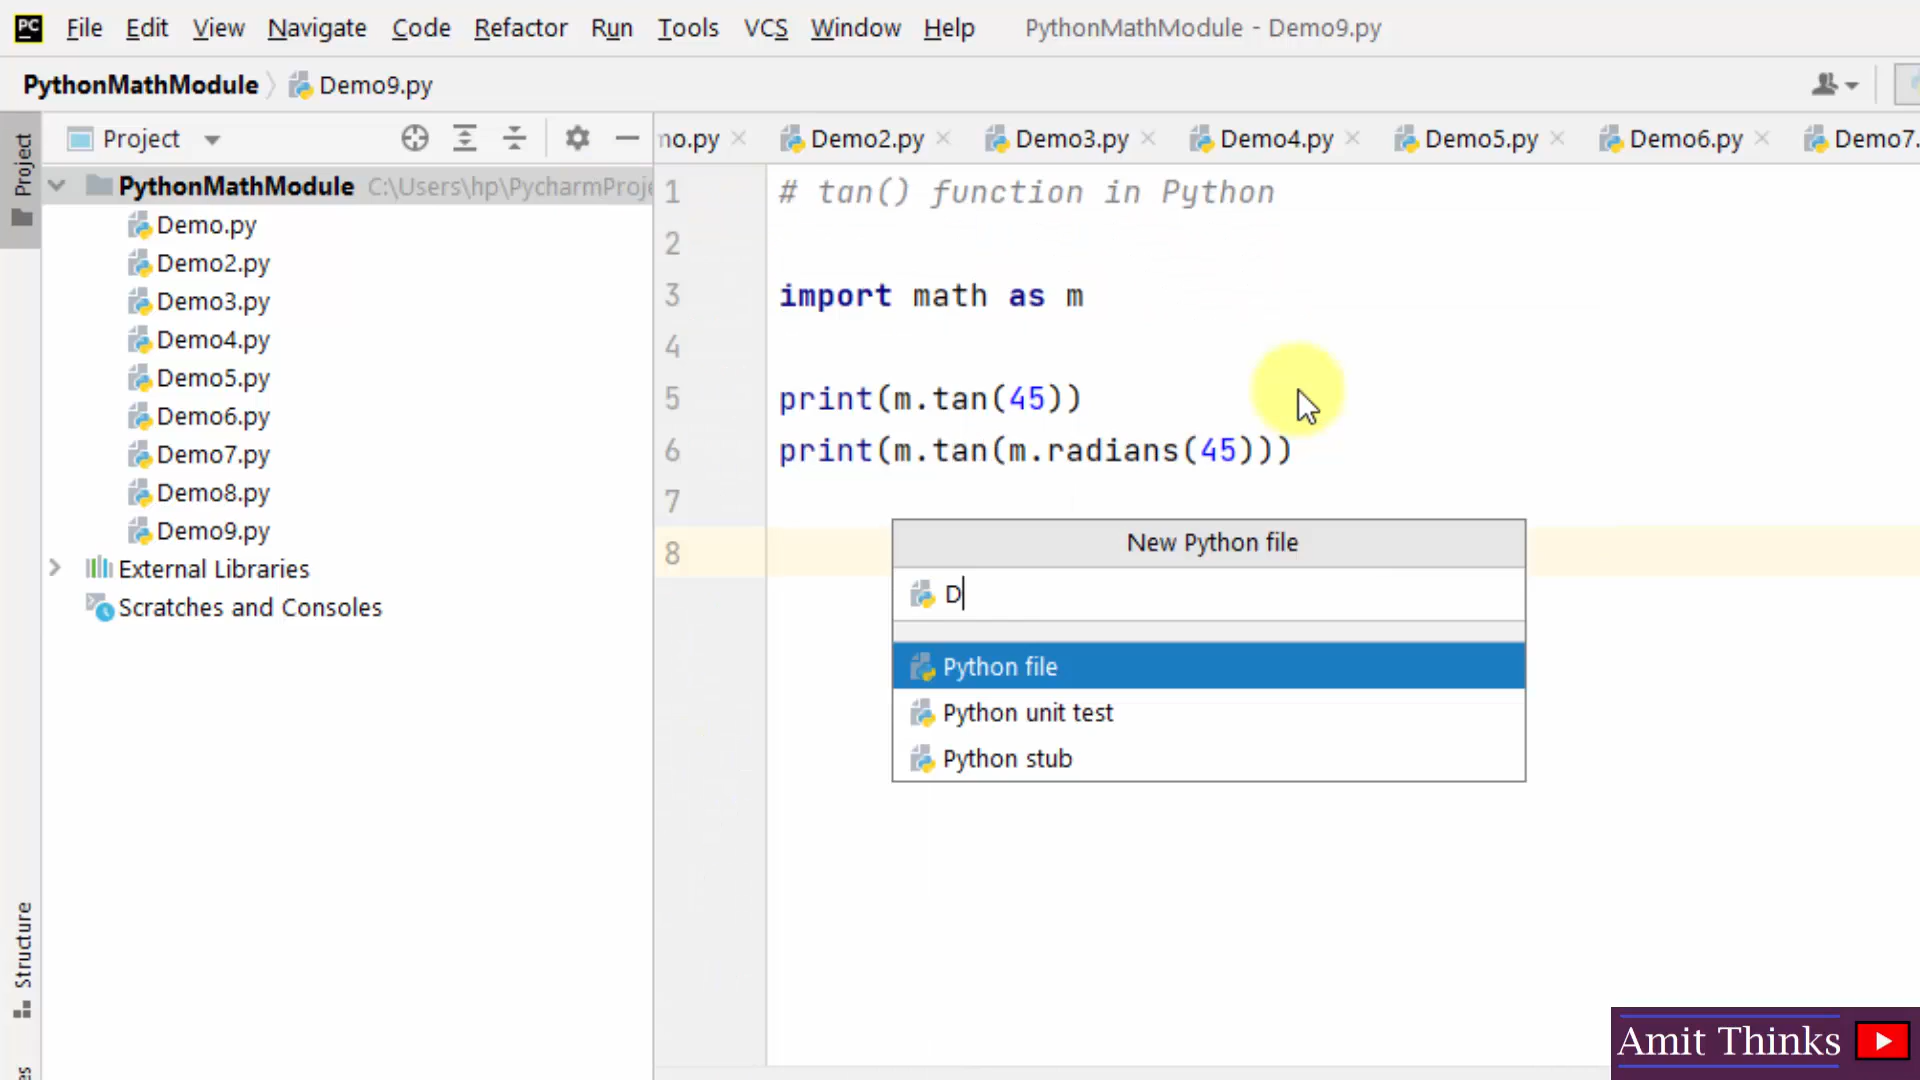 PC File Edit View Navigate Code Refactor Run Tools VCS Window Help PythonMathModule - Demo9.py
PythonMathModule Demo9.py
Project
Project
no.py Demo2.py Demo3.py Demo4.py Demo5.py Demo6.py Demo7.
PythonMathModule C:\Users\hp\PycharmProje
Demo.py
Demo2.py
Demo3.py
Demo4.py
Demo5.py
Demo6.py
Demo7.py
Demo8.py
Demo9.py
External Libraries
Scratches and Consoles
1 # tan() function in Python
2
3 import math as m
4
5 print(m.tan(45))
6 print(m.tan(m.radians(45)))
7
8
New Python file
D
Python file
Python unit test
Python stub
Structure
Amit Thinks